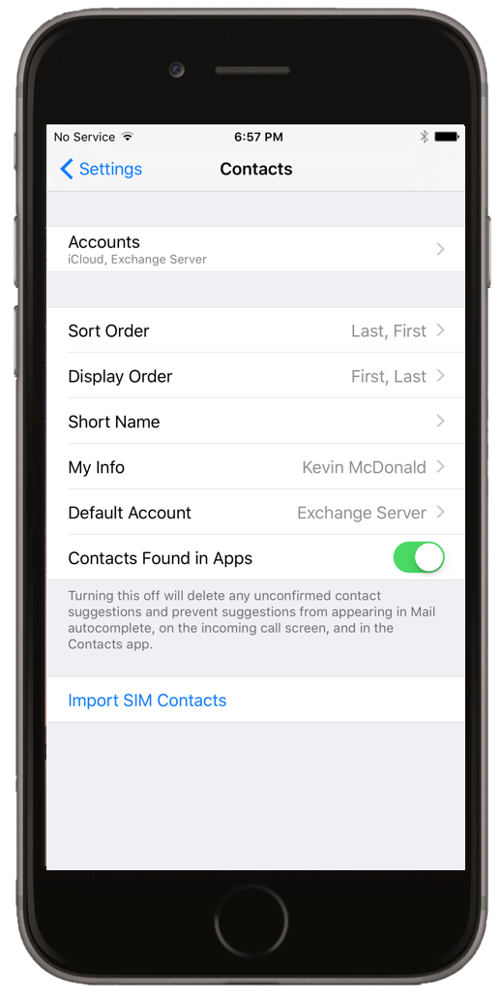 No Service 6:57 PM
Settings Contacts
Accounts
iCloud, Exchange Server
Sort Order Last, First
Display Order First, Last
Short Name
My Info Kevin McDonald
Default Account Exchange Server
Contacts Found in Apps
Turning this off will delete any unconfirmed contact
suggestions and prevent suggestions from appearing in Mail
autocomplete, on the incoming call screen, and in the
Contacts app.
Import SIM Contacts